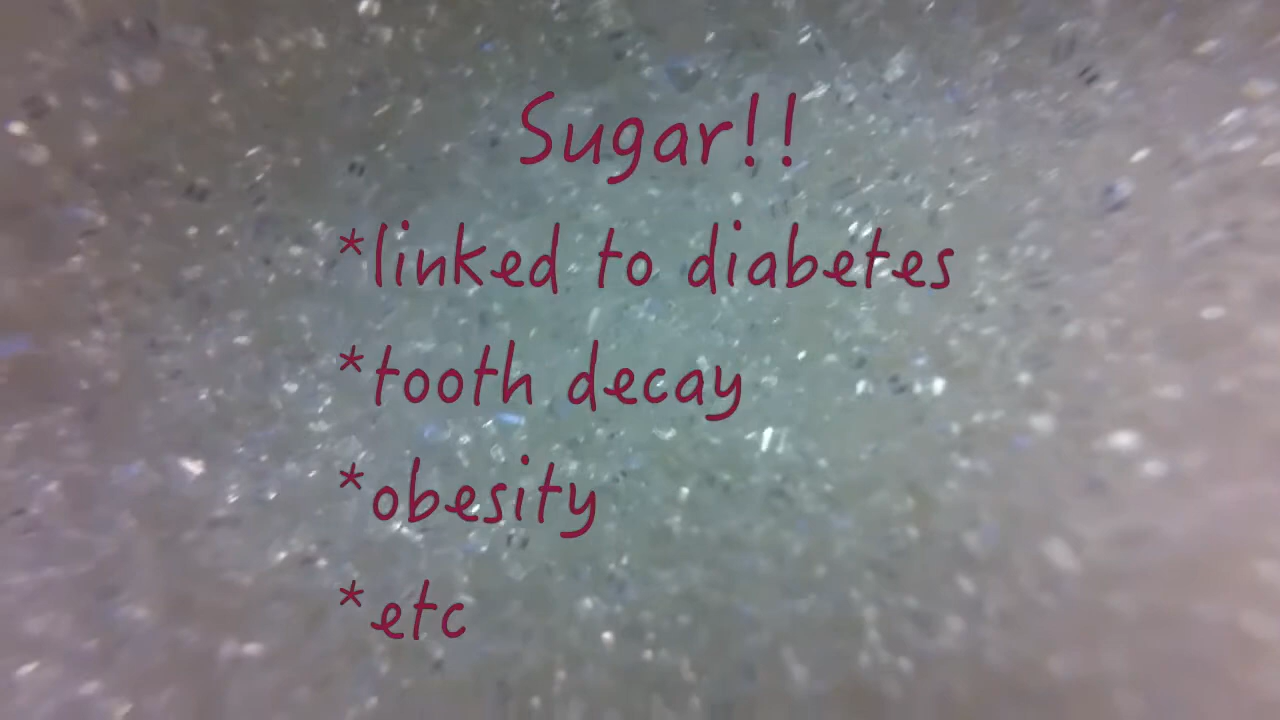 Sugar!!
*linked to diabetes
*tooth decay
*obesity
*etc